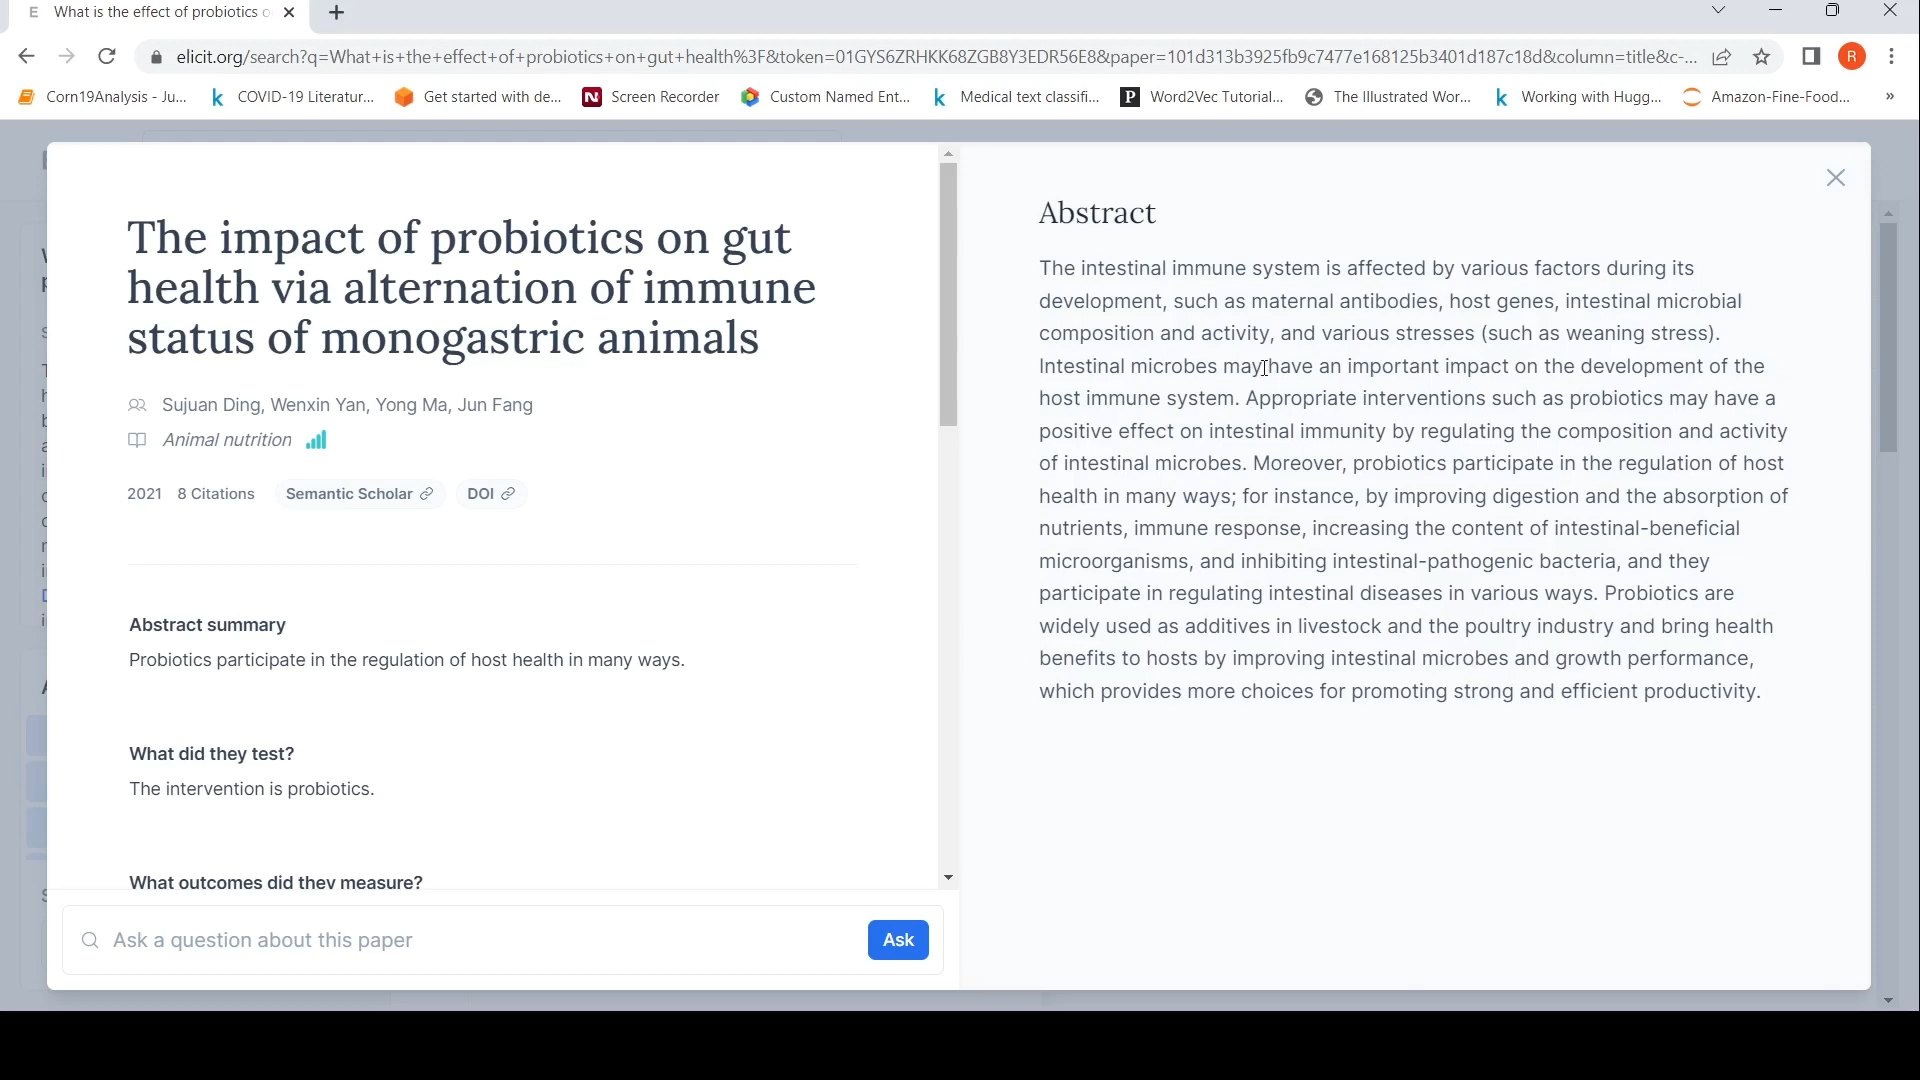 E What is the effect of probiotics o
elicit.org/search?q=What+is+the+effect+of+probiotics+on+gut+health%3F&token=01GYS6ZRHKK68ZGB8Y3EDR56E8&paper=101d313b3925fb9c7477e168125b3401d187c18d&column=title&c-...
R
Corn19Analysis - Ju... COVID-19 Literatur... Get started with de... Screen Recorder Custom Named Ent... Medical text classifi... Word2Vec Tutorial... The Illustrated Wor... Working with Hugg... Amazon-Fine-Food... »
The impact of probiotics on gut
health via alternation of immune
status of monogastric animals
Sujuan Ding, Wenxin Yan, Yong Ma, Jun Fang
Animal nutrition
2021 8 Citations Semantic Scholar DOI
Abstract summary
Probiotics participate in the regulation of host health in many ways.
What did they test?
The intervention is probiotics.
What outcomes did they measure?
Ask a question about this paper
Ask
Abstract
The intestinal immune system is affected by various factors during its
development, such as maternal antibodies, host genes, intestinal microbial
composition and activity, and various stresses (such as weaning stress).
Intestinal microbes may have an important impact on the development of the
host immune system. Appropriate interventions such as probiotics may have a
positive effect on intestinal immunity by regulating the composition and activity
of intestinal microbes. Moreover, probiotics participate in the regulation of host
health in many ways; for instance, by improving digestion and the absorption of
nutrients, immune response, increasing the content of intestinal-beneficial
microorganisms, and inhibiting intestinal-pathogenic bacteria, and they
participate in regulating intestinal diseases in various ways. Probiotics are
widely used as additives in livestock and the poultry industry and bring health
benefits to hosts by improving intestinal microbes and growth performance,
which provides more choices for promoting strong and efficient productivity.